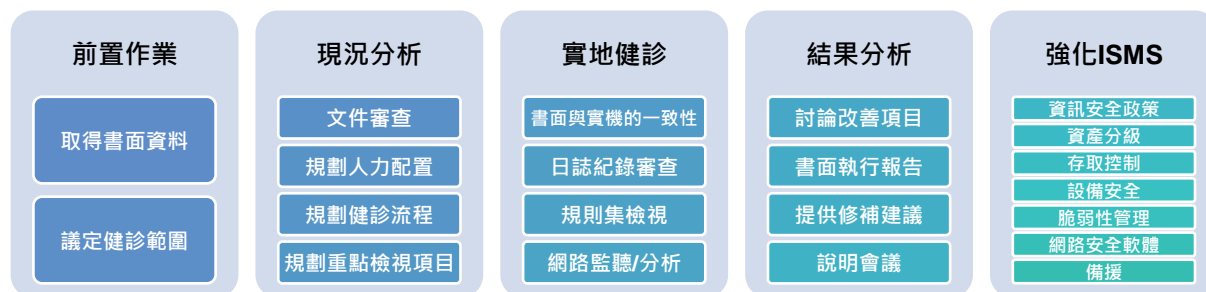 前置作業
取得書面資料
議定健診範圍
現況分析
文件審查
規劃人力配置
規劃健診流程
規劃重點檢視項目
實地健診
書面與實機的一致性
日誌紀錄審查
規則集檢視
網路監聽/分析
結果分析
討論改善項目
書面執行報告
提供修補建議
說明會議
強化ISMS
資訊安全政策
資產分級
存取控制
設備安全
脆弱性管理
網路安全軟體
備援